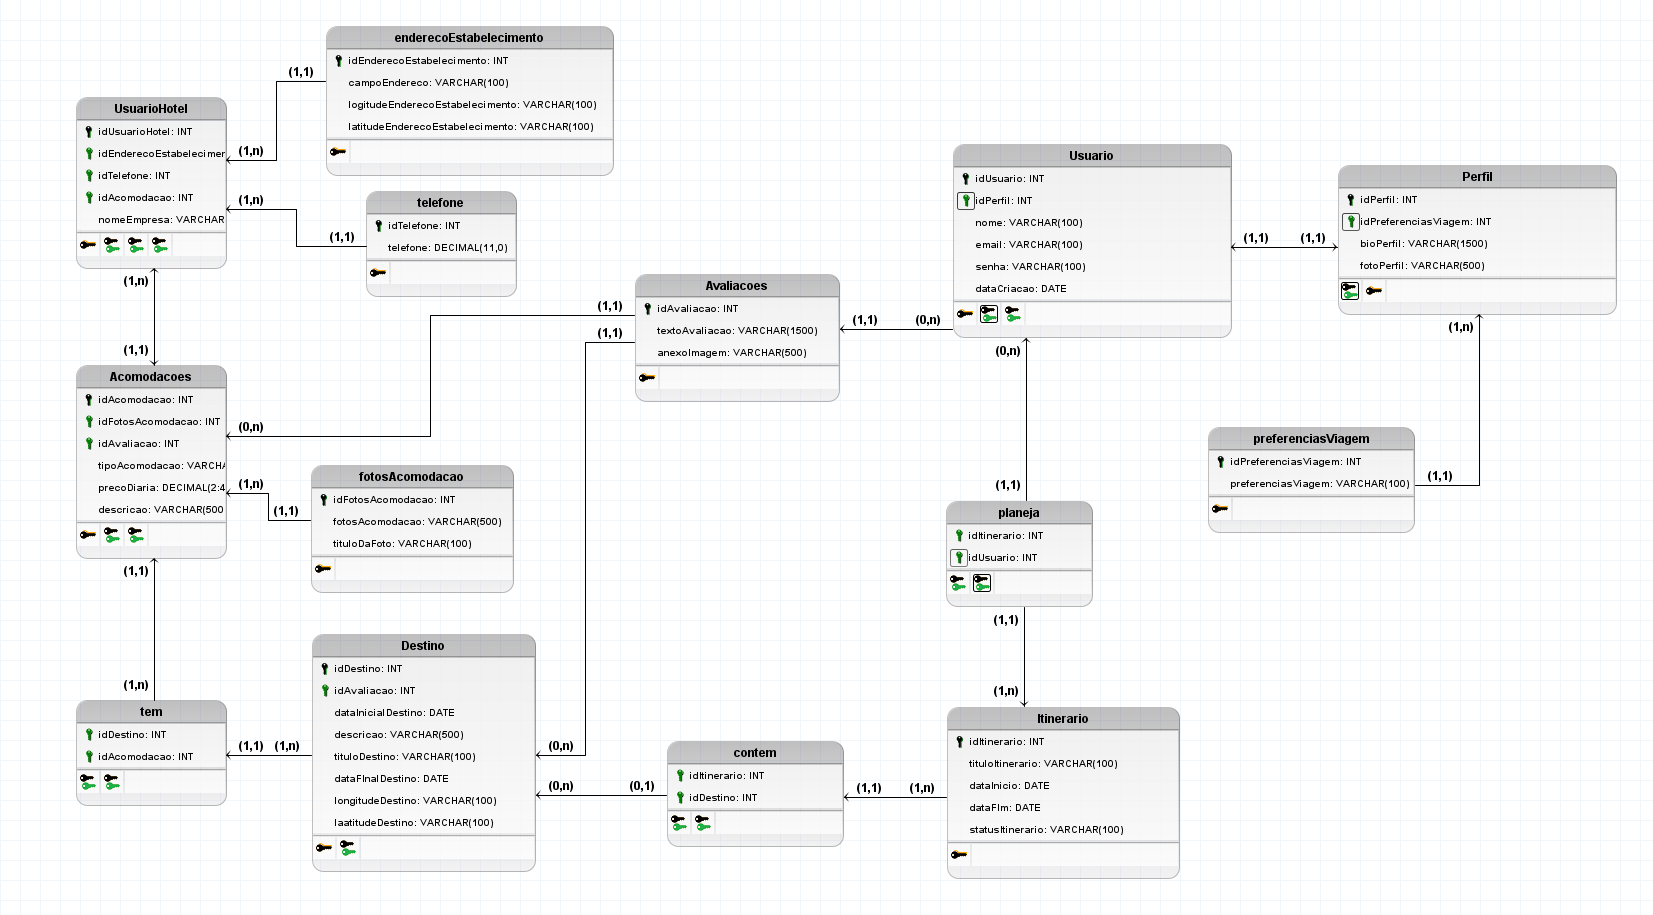 enderecoEstabelecimento
idEnderecoEstabelecimento: INT
campoEndereco: VARCHAR(100)
logitudeEnderecoEstabelecimento: VARCHAR(100)
latitudeEnderecoEstabelecimento: VARCHAR(100)
(1,1)
(1,n)
UsuarioHotel
idUsuarioHotel: INT
idEnderecoEstabelecimer
idTelefone: INT
idAcomodacao: INT
nomeEmpresa: VARCHAR
(1,n)
(1,1)
telefone
idTelefone: INT
telefone: DECIMAL(11,0)
(1,n)
(1,1)
Acomodacoes
idAcomodacao: INT
idFotosAcomodacao: INT
idAvaliacao: INT
tipoAcomodacao: VARCHA
precoDiaria: DECIMAL(2:4
descricao: VARCHAR(500
(0,n)
(1,n)
(1,1)
fotosAcomodacao
idFotosAcomodacao: INT
fotosAcomodacao: VARCHAR(500)
tituloDaFoto: VARCHAR(100)
(1,1)
(1,n)
tem
idDestino: INT
idAcomodacao: INT
(1,1)
(1,n)
Destino
idDestino: INT
idAvaliacao: INT
dataInicialDestino: DATE
descricao: VARCHAR(500)
tituloDestino: VARCHAR(100)
dataFInalDestino: DATE
longitudeDestino: VARCHAR(100)
laatitudeDestino: VARCHAR(100)
(0,n)
(0,n)
(0,1)
Avaliacoes
idAvaliacao: INT
textoAvaliacao: VARCHAR(1500)
anexoImagem: VARCHAR(500)
(1,1)
(1,1)
(1,1)
(0,n)
Usuario
idUsuario: INT
idPerfil: INT
nome: VARCHAR(100)
email: VARCHAR(100)
senha: VARCHAR(100)
dataCriacao: DATE
(1,1)
(1,1)
Perfil
idPerfil: INT
idPreferenciasViagem: INT
bioPerfil: VARCHAR(1500)
fotoPerfil: VARCHAR(500)
(1,n)
(1,1)
preferenciasViagem
idPreferenciasViagem: INT
preferenciasViagem: VARCHAR(100)
(0,n)
(1,1)
planeja
idItinerario: INT
idUsuario: INT
(1,1)
(1,n)
contem
idItinerario: INT
idDestino: INT
(1,1)
(1,n)
Itinerario
idItinerario: INT
tituloItinerario: VARCHAR(100)
dataInicio: DATE
dataFIm: DATE
statusItinerario: VARCHAR(100)